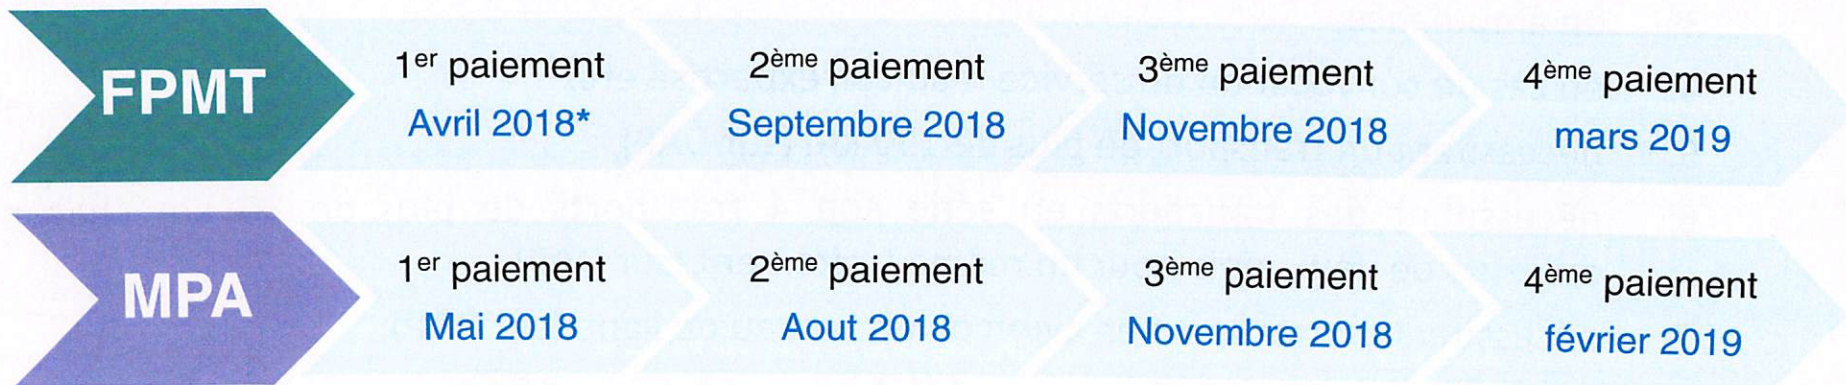 FPMT
1er paiement
Avril 2018*
2ème paiement
Septembre 2018
3ème paiement
Novembre 2018
4ème paiement
mars 2019
MPA
1er paiement
Mai 2018
2ème paiement
Aout 2018
3ème paiement
Novembre 2018
4ème paiement
février 2019